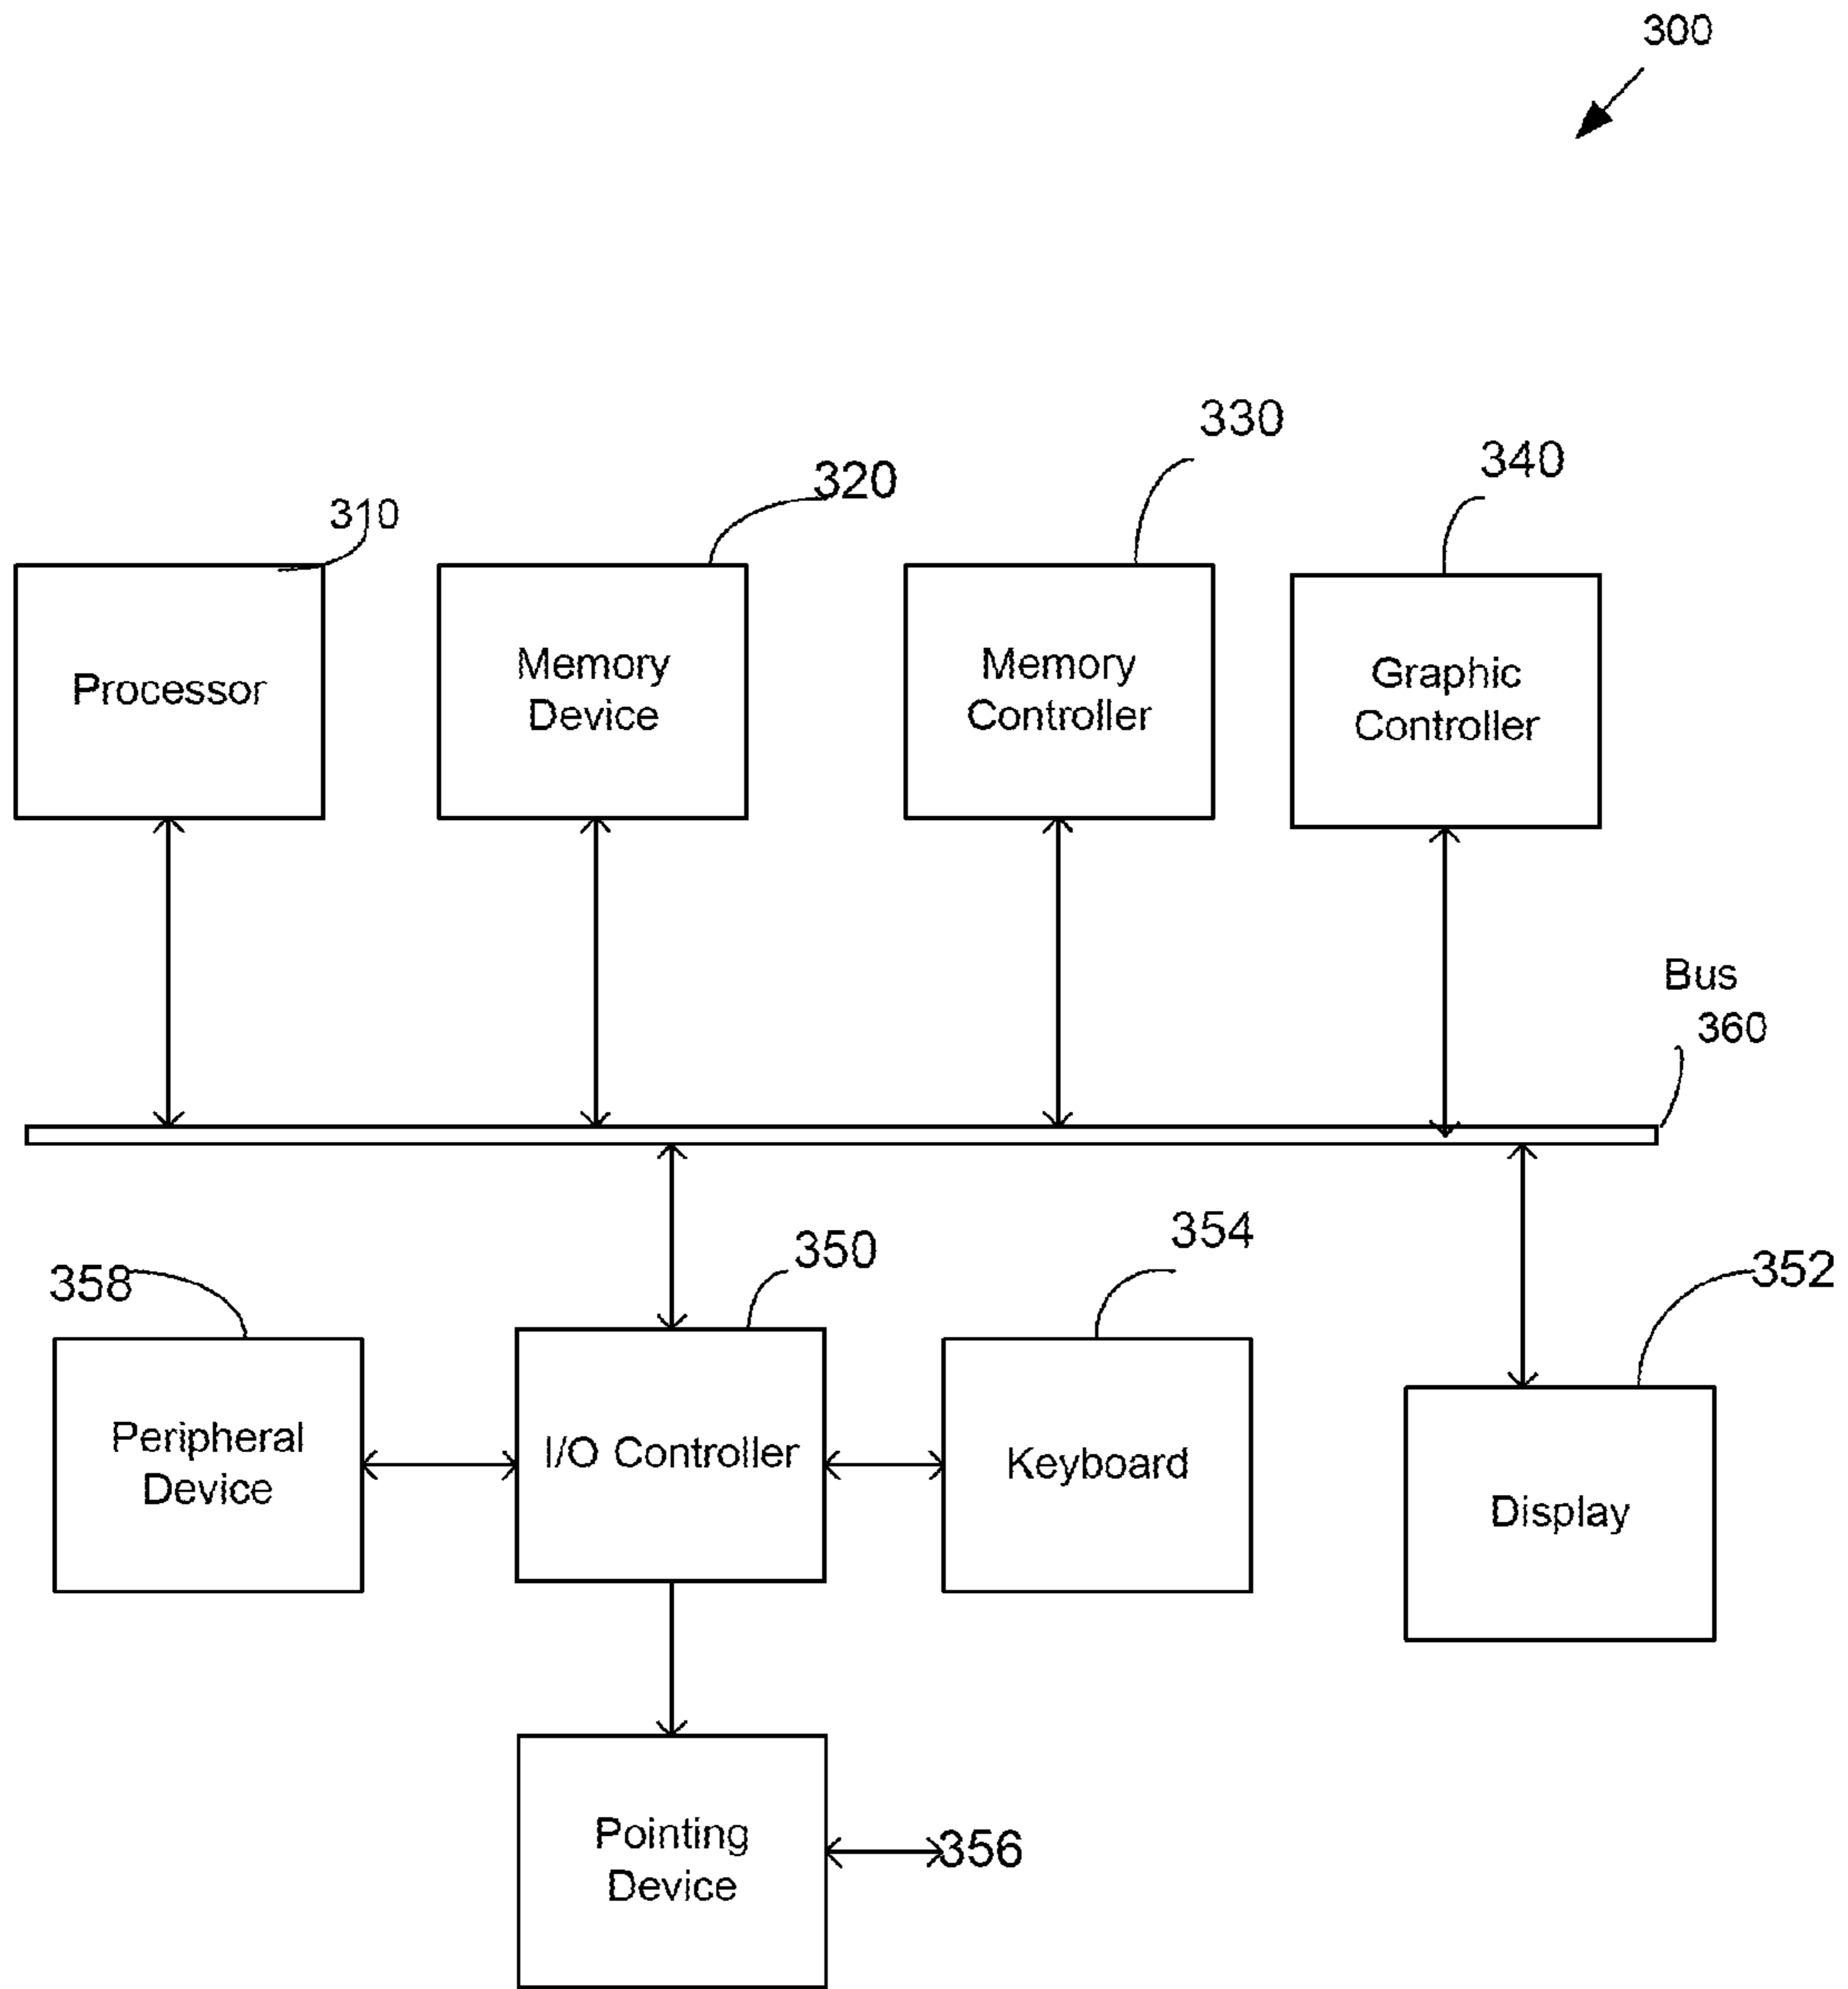 300
330
340
320
310
Processor
Memory
Device
Memory
Controller
Graphic
Controller
Bus
360
354
350
352
358
Peripheral
Device
I/O Controller
Keyboard
Display
Pointing
Device
356